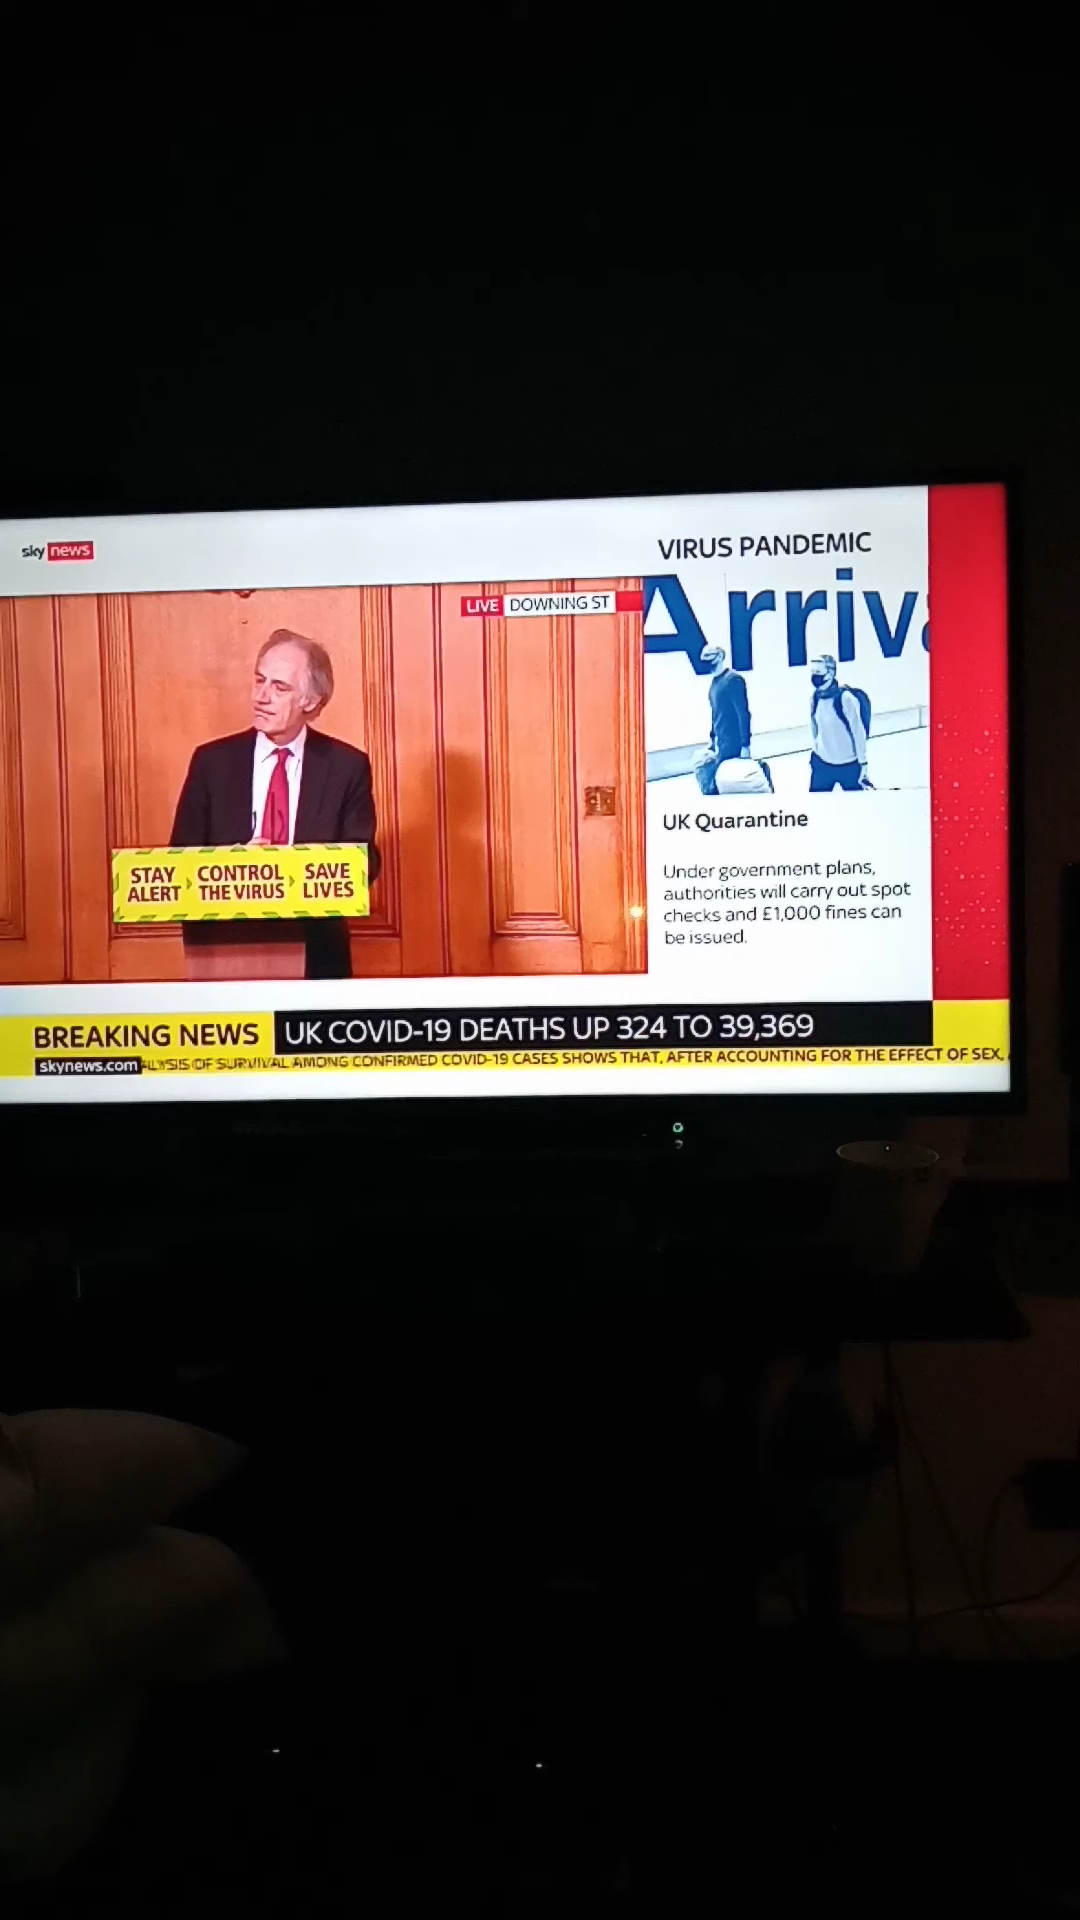 sky news
VIRUS PANDEMIC
LIVE DOWNING ST
Arriv
STAY ALERT
CONTROL THE VIRUS
SAVE LIVES
UK Quarantine
Under government plans,
authorities will carry out spot
checks and £1,000 fines can
be issued.
BREAKING NEWS UK COVID-19 DEATHS UP 324 TO 39,369
skynews.com ALYSIS OF SURVIVAL AMONG CONFIRMED COVID-19 CASES SHOWS THAT, AFTER ACCOUNTING FOR THE EFFECT OF SEX,